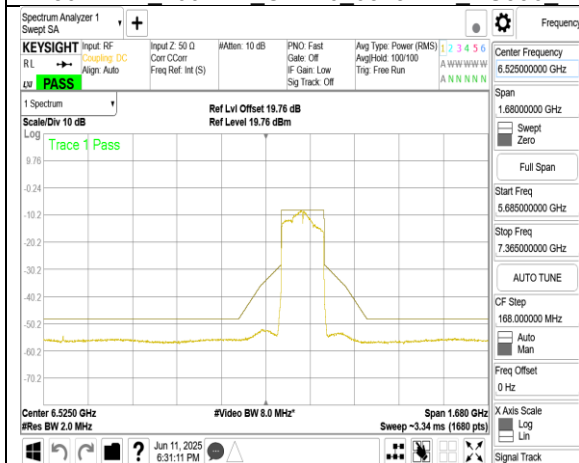 Spectrum Analyzer 1
Swept SA
Frequency
KEYSIGHT
Input: RF
Coupling: DC
Align: Auto
Input Z: 50 Ω
Corr CCorr
Freq Ref: Int (S)
#Atten: 10 dB
PNO: Fast
Gate: Off
IF Gain: Low
Sig Track: Off
Avg Type: Power (RMS)
Avg|Hold: 100/100
Trig: Free Run
1 2 3 4 5 6
A W W W W W
A N N N N N
RL
LXI
PASS
1 Spectrum
Scale/Div 10 dB
Ref Lvl Offset 19.76 dB
Ref Level 19.76 dBm
Log
Trace 1 Pass
9.76
-0.24
-10.2
-20.2
-30.2
-40.2
-50.2
-60.2
-70.2
Center 6.5250 GHz
#Res BW 2.0 MHz
#Video BW 8.0 MHz*
Span 1.680 GHz
Sweep ~3.34 ms (1680 pts)
Center Frequency
6.525000000 GHz
Span
1.68000000 GHz
Swept
Zero
Full Span
Start Freq
5.685000000 GHz
Stop Freq
7.365000000 GHz
AUTO TUNE
CF Step
168.000000 MHz
Auto
Man
Freq Offset
0 Hz
X Axis Scale
Log
Lin
Signal Track
Jun 11, 2025
6:31:11 PM